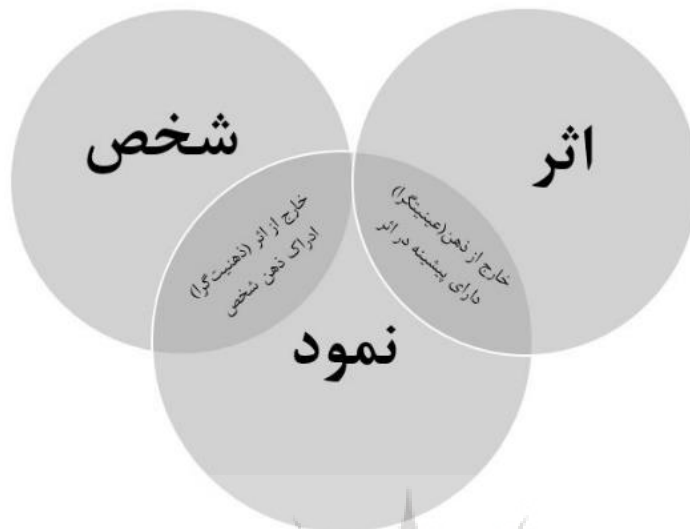 اثر
شخص
خارج از ذهن(عینیتگرا)
دارای پیشینه در اثر
خارج از اثر (ذهنیت‌گرا)
ادراک ذهن شخص
نمود